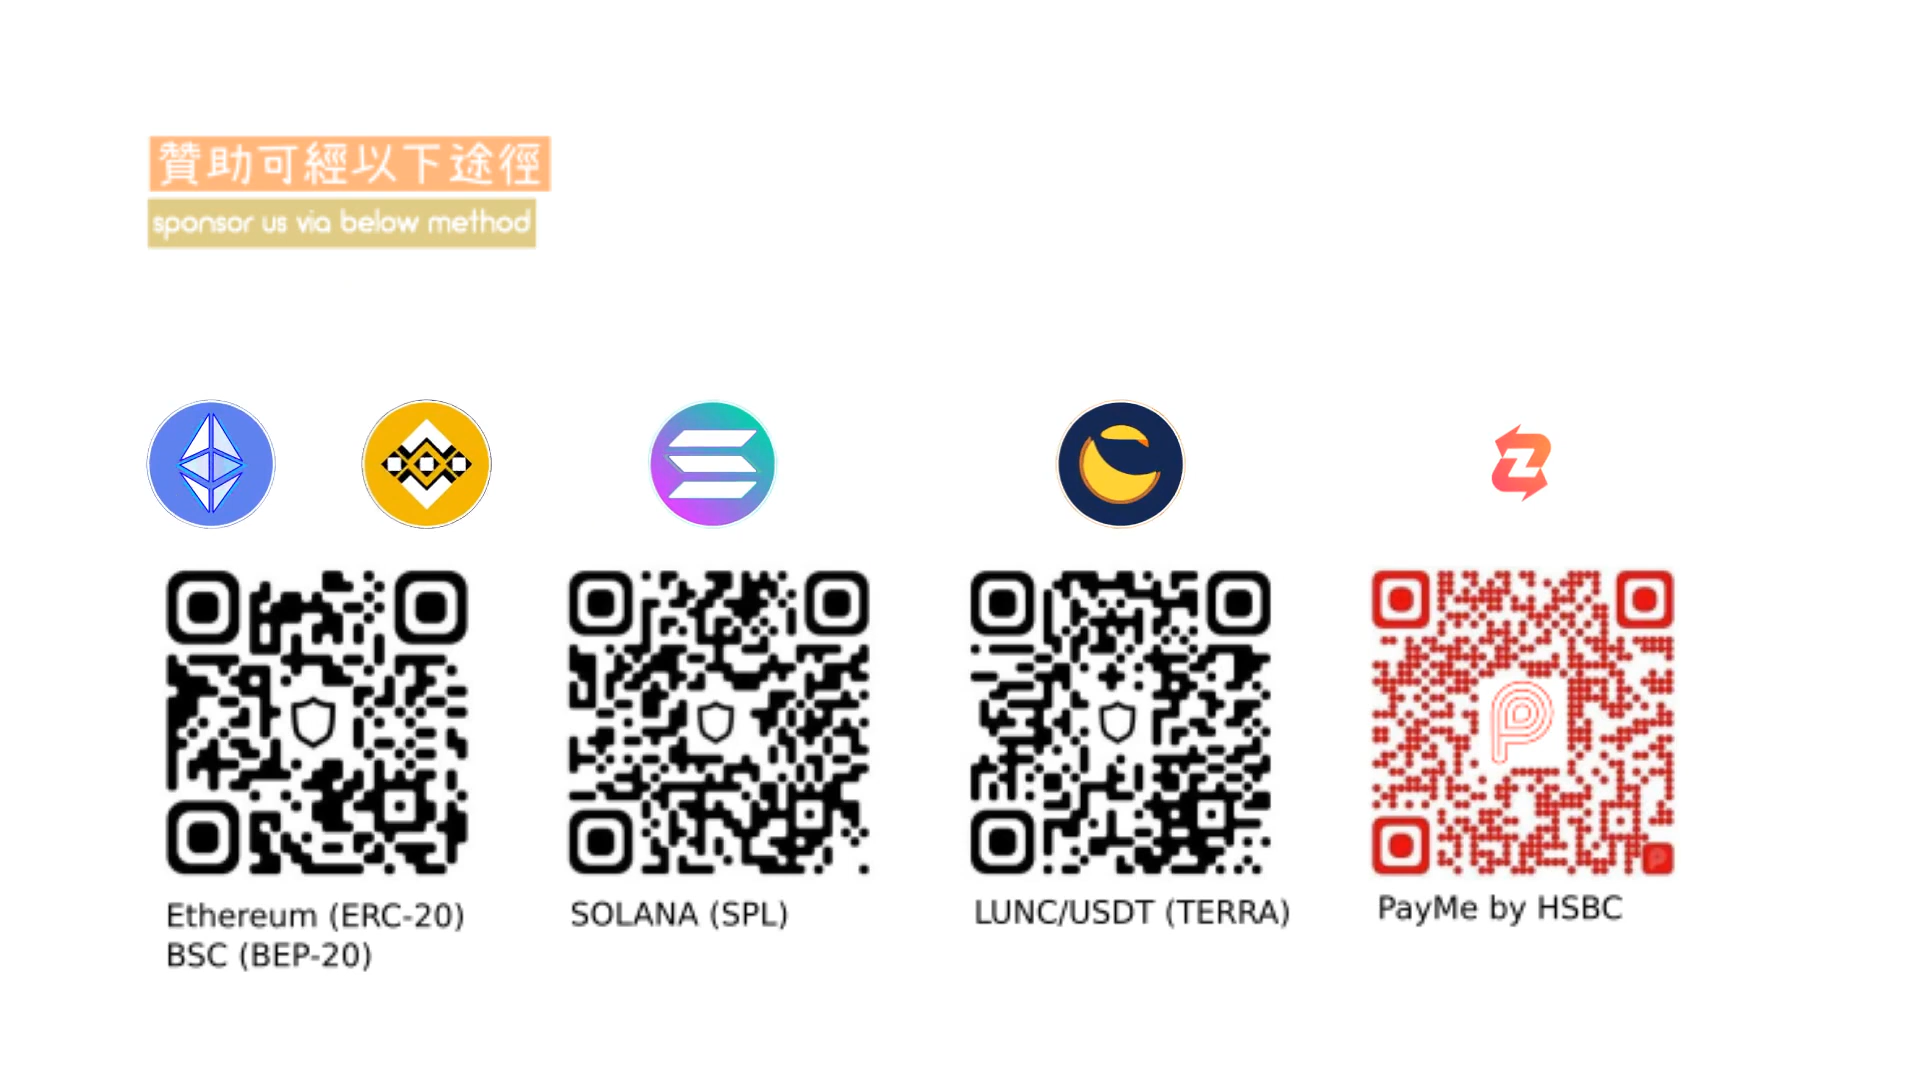 贊助可經以下途徑
sponsor us via below method
Ethereum (ERC-20)
BSC (BEP-20)
SOLANA (SPL)
LUNC/USDT (TERRA)
PayMe by HSBC